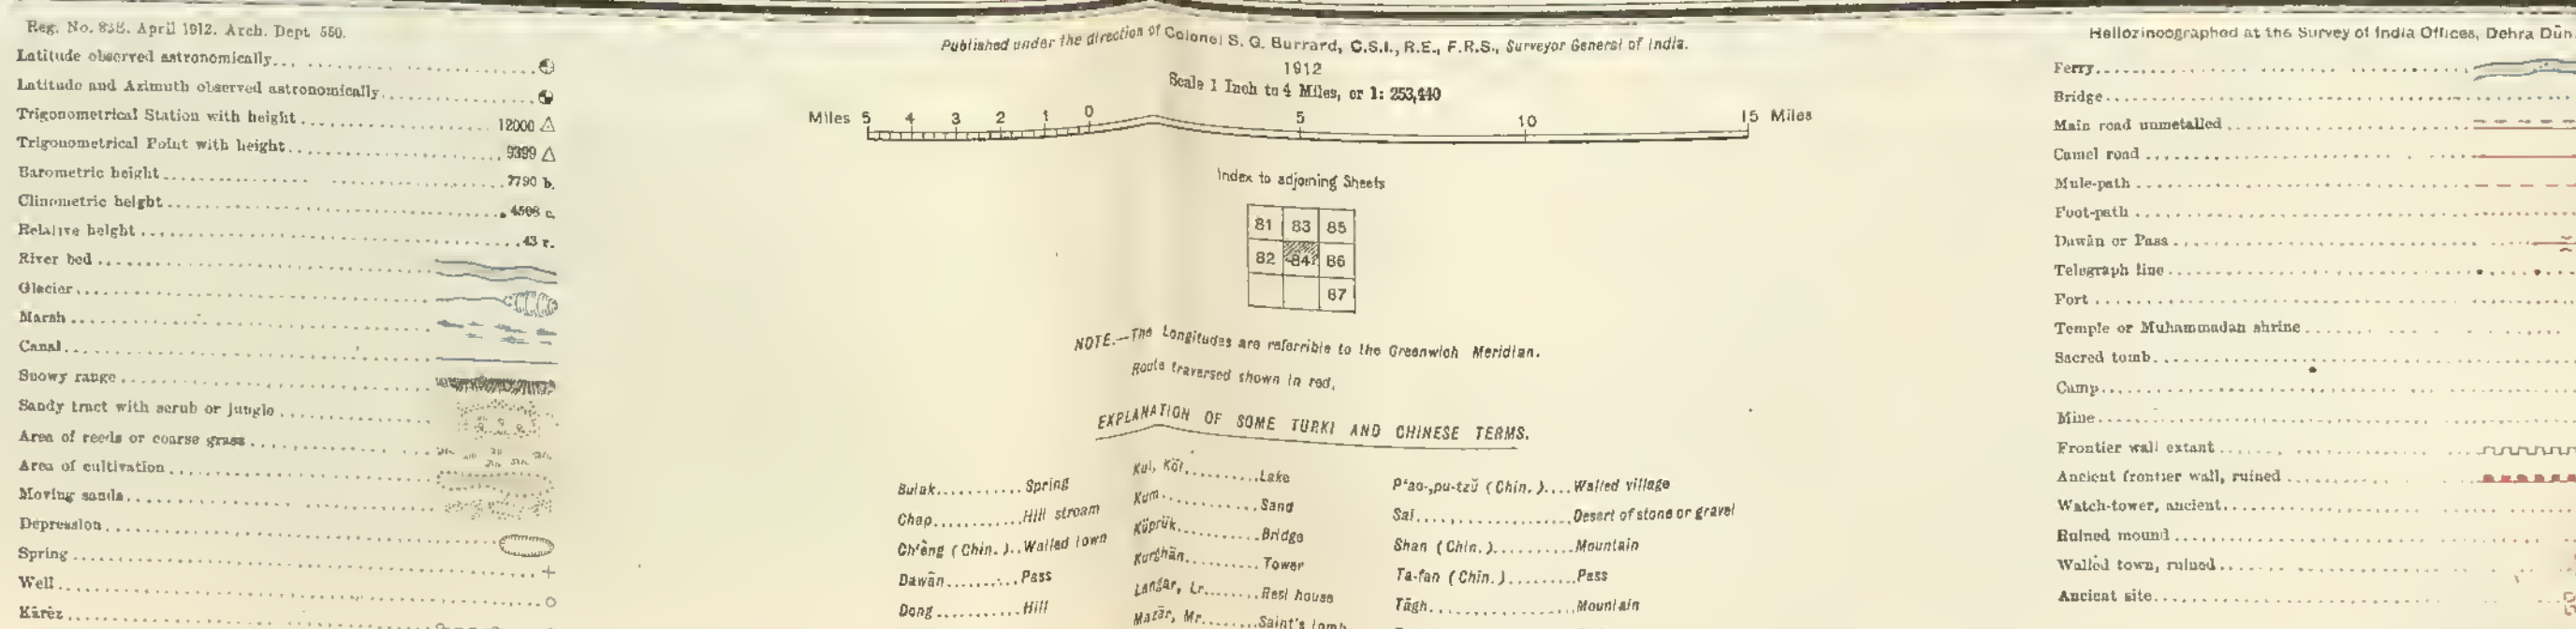 Reg. No. 838. April 1912. Arch. Dept 550.
Latitude observed astronomically
Latitude and Azimuth observed astronomically
Trigonometrical Station with height 12000
Trigonometrical Point with height 9399
Barometric height 7790 b.
Clinometric height 4508 c.
Relative height 43 r.
River bed
Glacier
Marsh
Canal
Snowy range
Sandy tract with scrub or jungle
Area of reeds or coarse grass
Area of cultivation
Moving sands
Depression
Spring
Well
Kārēz
Published under the direction of Colonel S. G. Burrard, C.S.I., R.E., F.R.S., Surveyor General of India.
1912
Scale 1 Inch to 4 Miles, or 1: 253,440
Miles 5 4 3 2 1 0 5 10 15 Miles
Index to adjoining Sheets
81 83 85
82 84 86
87
NOTE.—The Longitudes are referrible to the Greenwich Meridian.
Route traversed shown in red.
EXPLANATION OF SOME TURKI AND CHINESE TERMS.
Bulak...........Spring
Chap............Hill stream
Ch'êng (Chin.)..Walled town
Dawān...........Pass
Dong............Hill
Kul, Köl...........Lake
Kum................Sand
Küprük.............Bridge
Kurghān............Tower
Langar, Lr.........Rest house
Mazār, Mr..........Saint's tomb
P'ao-pu-tzŭ (Chin.)....Walled village
Sai....................Desert of stone or gravel
Shan (Chin.)...........Mountain
Ta-fan (Chin.).........Pass
Tāgh...................Mountain
Heliozincographed at the Survey of India Offices, Dehra Dūn.
Ferry
Bridge
Main road unmetalled
Camel road
Mule-path
Foot-path
Dawān or Pass
Telegraph line
Fort
Temple or Muhammadan shrine
Sacred tomb
Camp
Mine
Frontier wall extant
Ancient frontier wall, ruined
Watch-tower, ancient
Ruined mound
Walled town, ruined
Ancient site